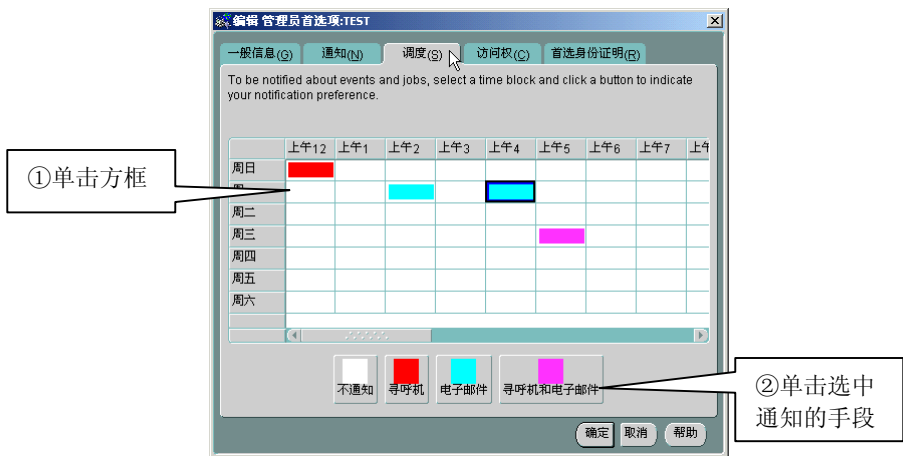 编辑 管理员首选项:TEST
一般信息(G) 通知(N) 调度(S) 访问权(C) 首选身份证明(R)
To be notified about events and jobs, select a time block and click a button to indicate
your notification preference.
上午12 上午1 上午2 上午3 上午4 上午5 上午6 上午7 上午
周日
周二
周三
周四
周五
周六
①单击方框
不通知 寻呼机 电子邮件 寻呼机和电子邮件
②单击选中
通知的手段
确定 取消 帮助